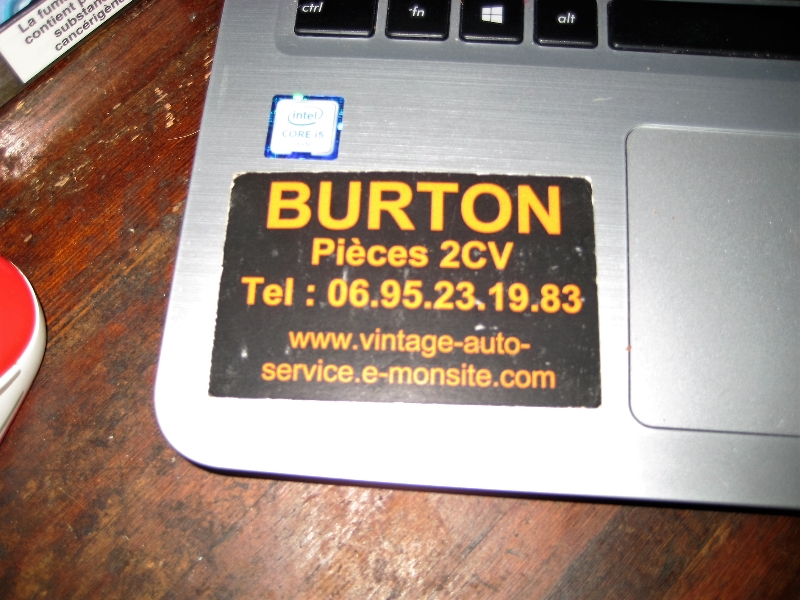 La fumée
contient p
substan
cancérigèn
ctrl
fn
alt
intel
CORE i5
BURTON
Pièces 2CV
Tel : 06.95.23.19.83
www.vintage-auto-
service.e-monsite.com